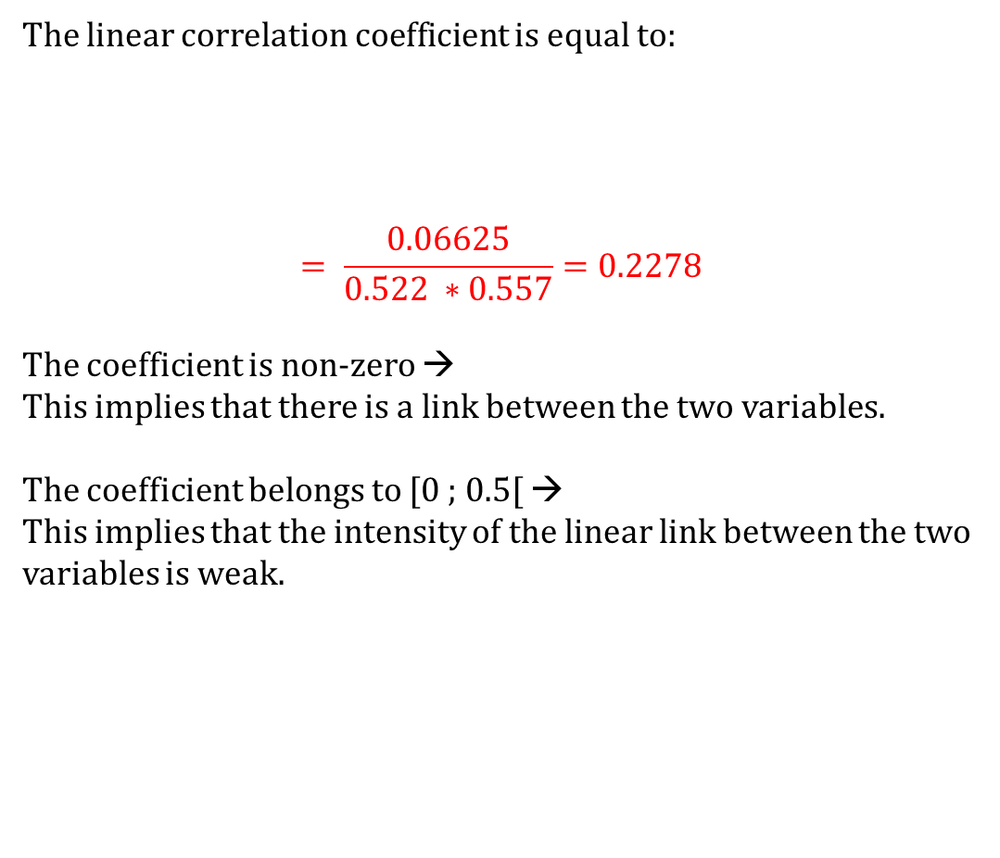 The linear correlation coefficient is equal to:
= 0.06625 / 0.522 * 0.557 = 0.2278
The coefficient is non-zero →
This implies that there is a link between the two variables.
The coefficient belongs to [0 ; 0.5[ →
This implies that the intensity of the linear link between the two
variables is weak.